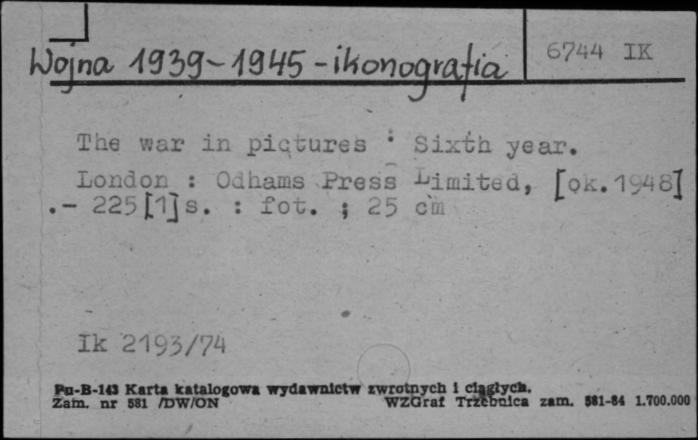 Wojna 1939-1945 - ikonografia
6744 IK
The war in pictures : Sixth year.
London : Odhams Press Limited, [ok. 1948]
.- 225[1]s. : fot. ; 25 cm
Ik 2193/74
Pu-B-143 Karta katalogowa wydawnictw zwrotnych i ciągłych.
Zam. nr 581 /DW/ON
WZGraf Trzebnica zam. 581-84 1.700.000